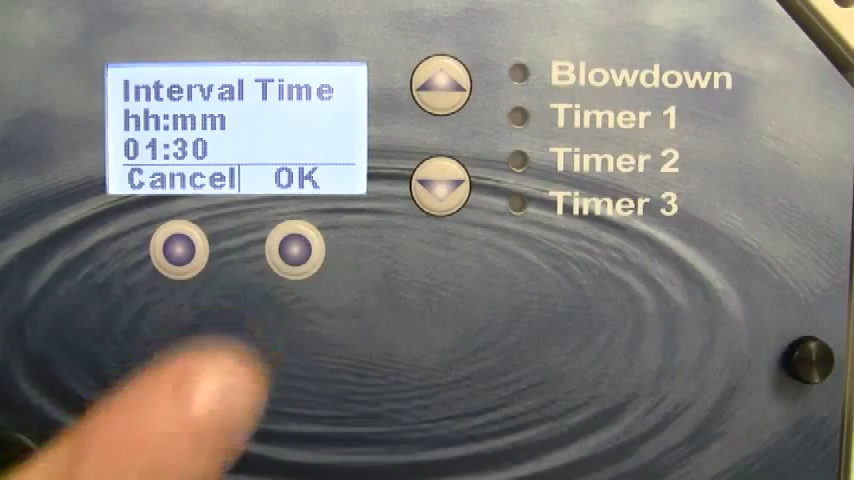 Interval Time
hh:mm
01:30
Cancel OK
Blowdown
Timer 1
Timer 2
Timer 3